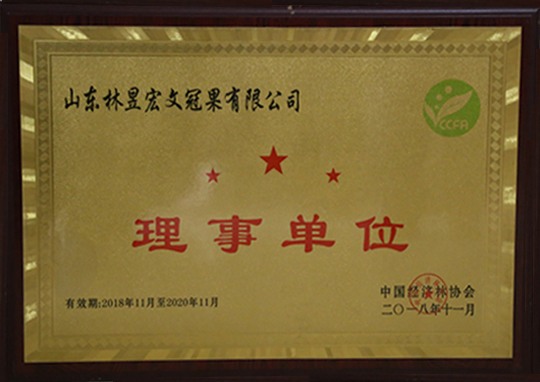 山东林昱宏文冠果有限公司
CCFA
理事单位
有效期:2018年11月至2020年11月
中国经济林协会
二〇一八年十一月